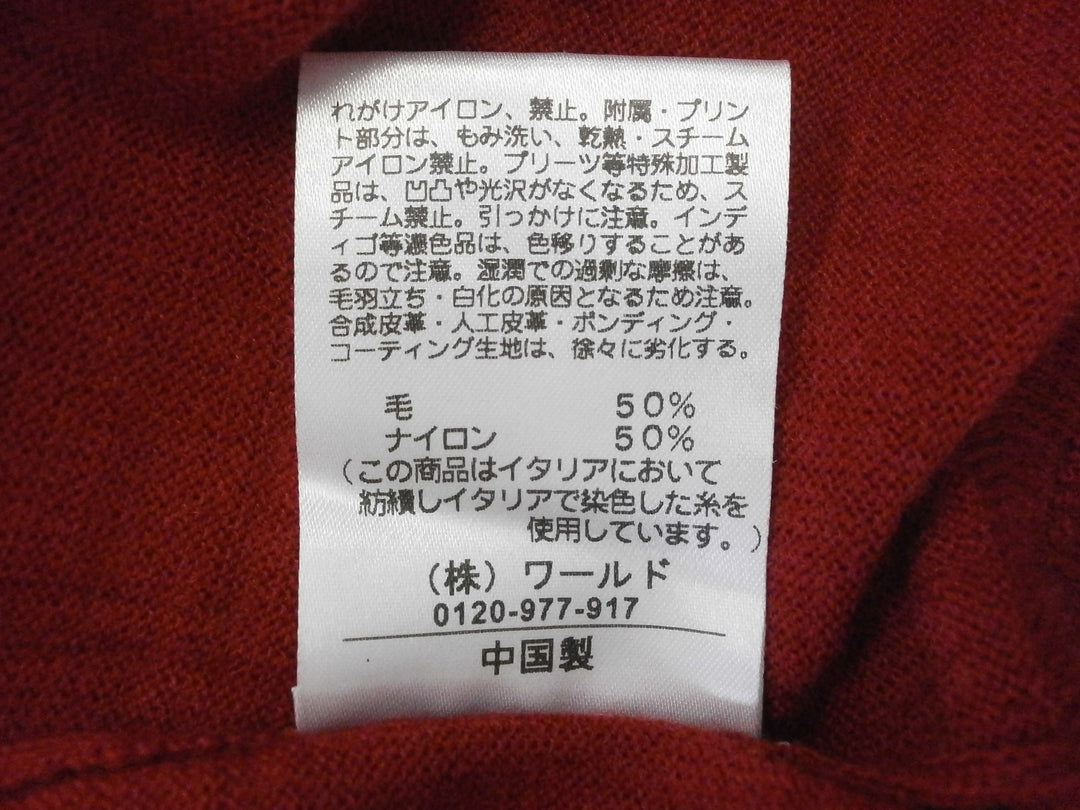 れがけアイロン、禁止。附属・プリン
ト部分は、もみ洗い、乾熱・スチーム
アイロン禁止。プリーツ等特殊加工製
品は、凹凸や光沢がなくなるため、ス
チーム禁止。引っかけに注意。インデ
ィゴ等濃色品は、色移りすることがあ
るので注意。湿潤での過剰な摩擦は、
毛羽立ち・白化の原因となるため注意。
合成皮革・人工皮革・ボンディング・
コーティング生地は、徐々に劣化する。
毛 50%
ナイロン 50%
（この商品はイタリアにおいて
紡績しイタリアで染色した糸を
使用しています。）
（株）ワールド
0120-977-917
中国製